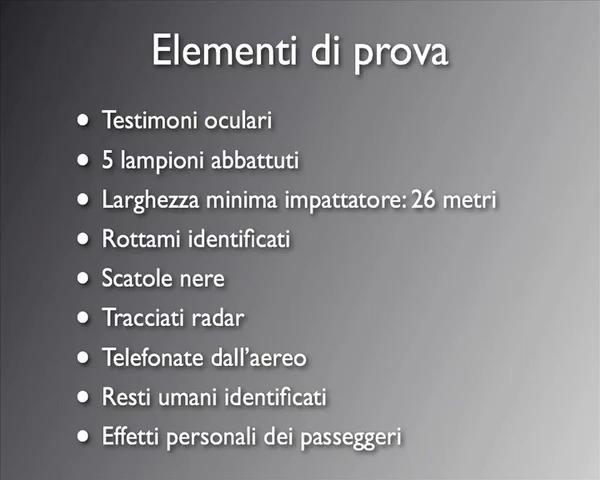 Elementi di prova
• Testimoni oculari
• 5 lampioni abbattuti
• Larghezza minima impattatore: 26 metri
• Rottami identificati
• Scatole nere
• Tracciati radar
• Telefonate dall'aereo
• Resti umani identificati
• Effetti personali dei passeggeri